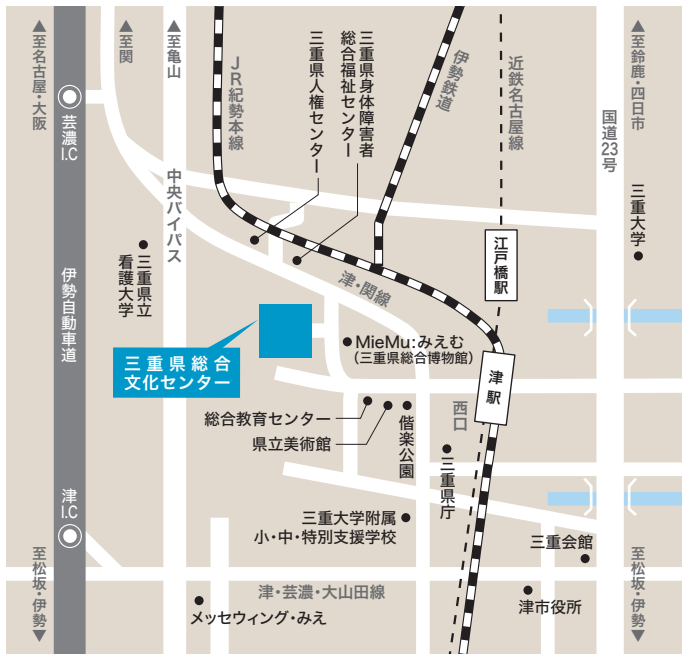 ▲至名古屋・大阪
▲至関
▲至亀山
JR紀勢本線
三重県人権センター
三重県身体障害者
総合福祉センター
伊勢鉄道
近鉄名古屋線
国道23号
▲至鈴鹿・四日市
芸濃
I.C
中央バイパス
三重大学
三重県立
看護大学
江戸橋駅
伊勢自動車道
津・関線
MieMu:みえむ
(三重県総合博物館)
三重県総合
文化センター
津駅
西口
総合教育センター
県立美術館
偕楽公園
三重県庁
津
I.C
三重大学附属
小・中・特別支援学校
三重会館
至松坂・伊勢▼
津・芸濃・大山田線
メッセウィング・みえ
津市役所
至松坂・伊勢▼